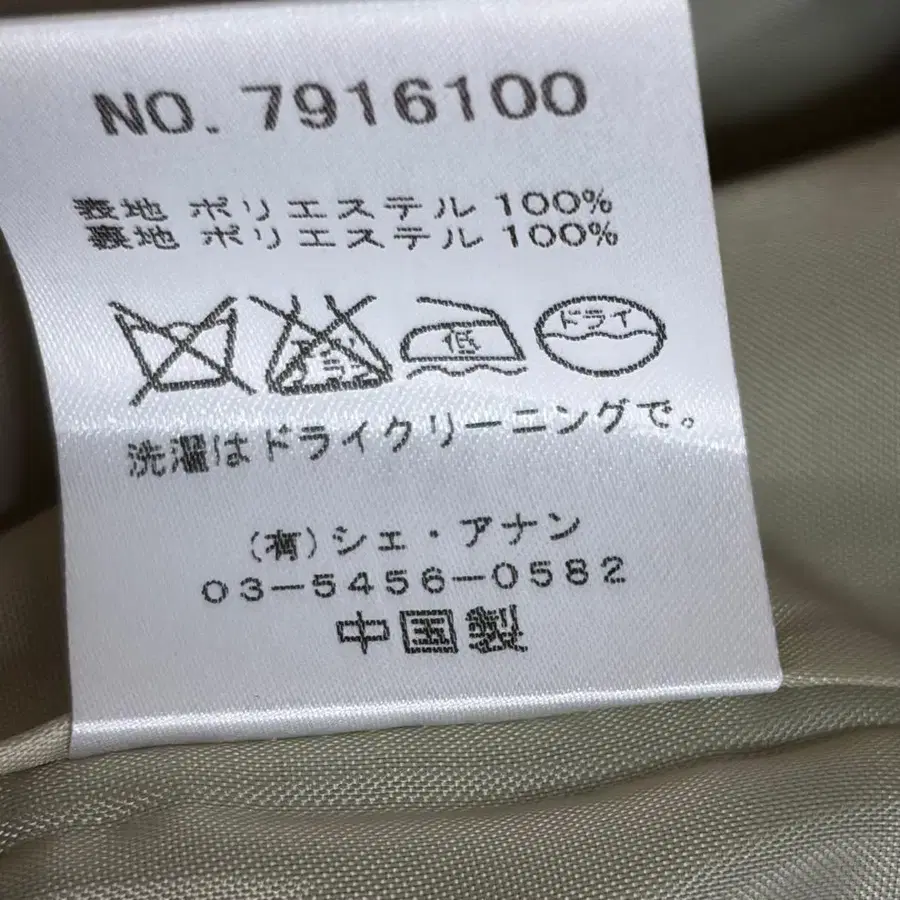 NO. 7916100
表地 ポリエステル 100%
裏地 ポリエステル 100%
低 ドライ
洗濯はドライクリーニングで。
(有)シェ・アナン
03-5456-0582
中国製